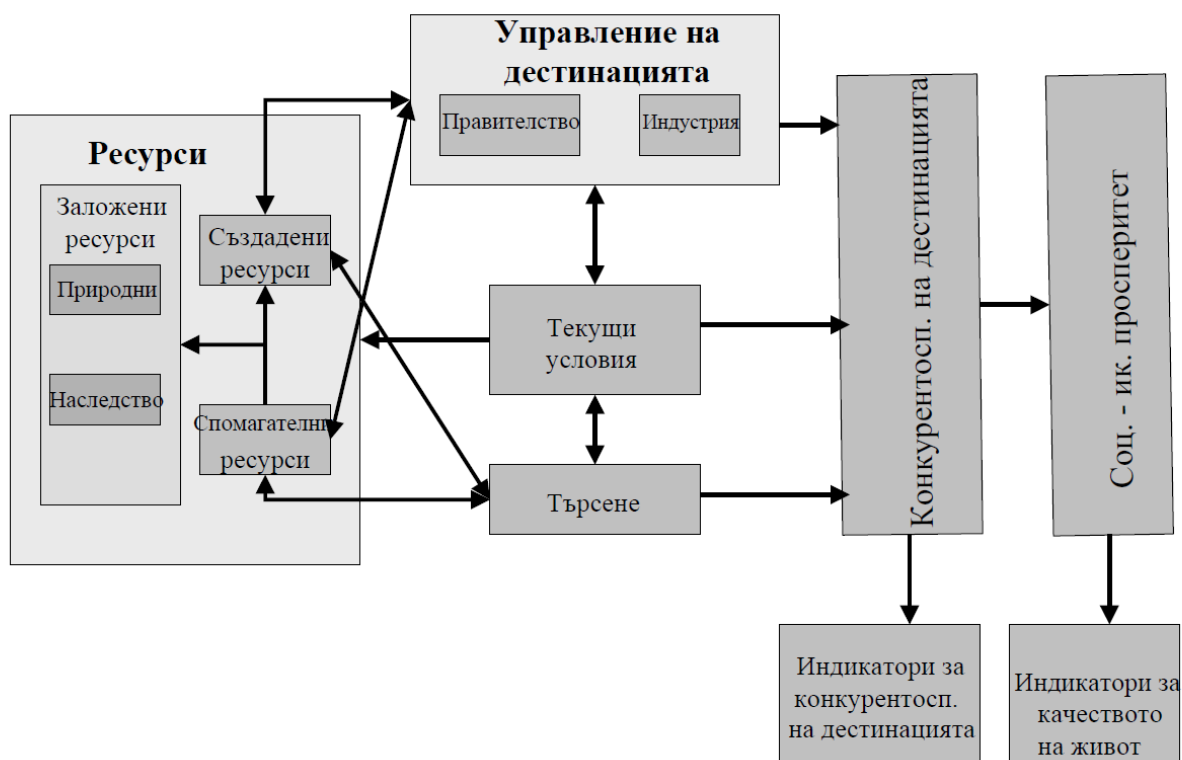 Управление на
дестинацията
Правителство
Индустрия
Ресурси
Заложени
ресурси
Природни
Наследство
Създадени
ресурси
Спомагателни
ресурси
Текущи
условия
Търсене
Конкурентосп. на дестинацията
Соц. - ик. просперитет
Индикатори за
конкурентосп.
на дестинацията
Индикатори за
качеството
на живот